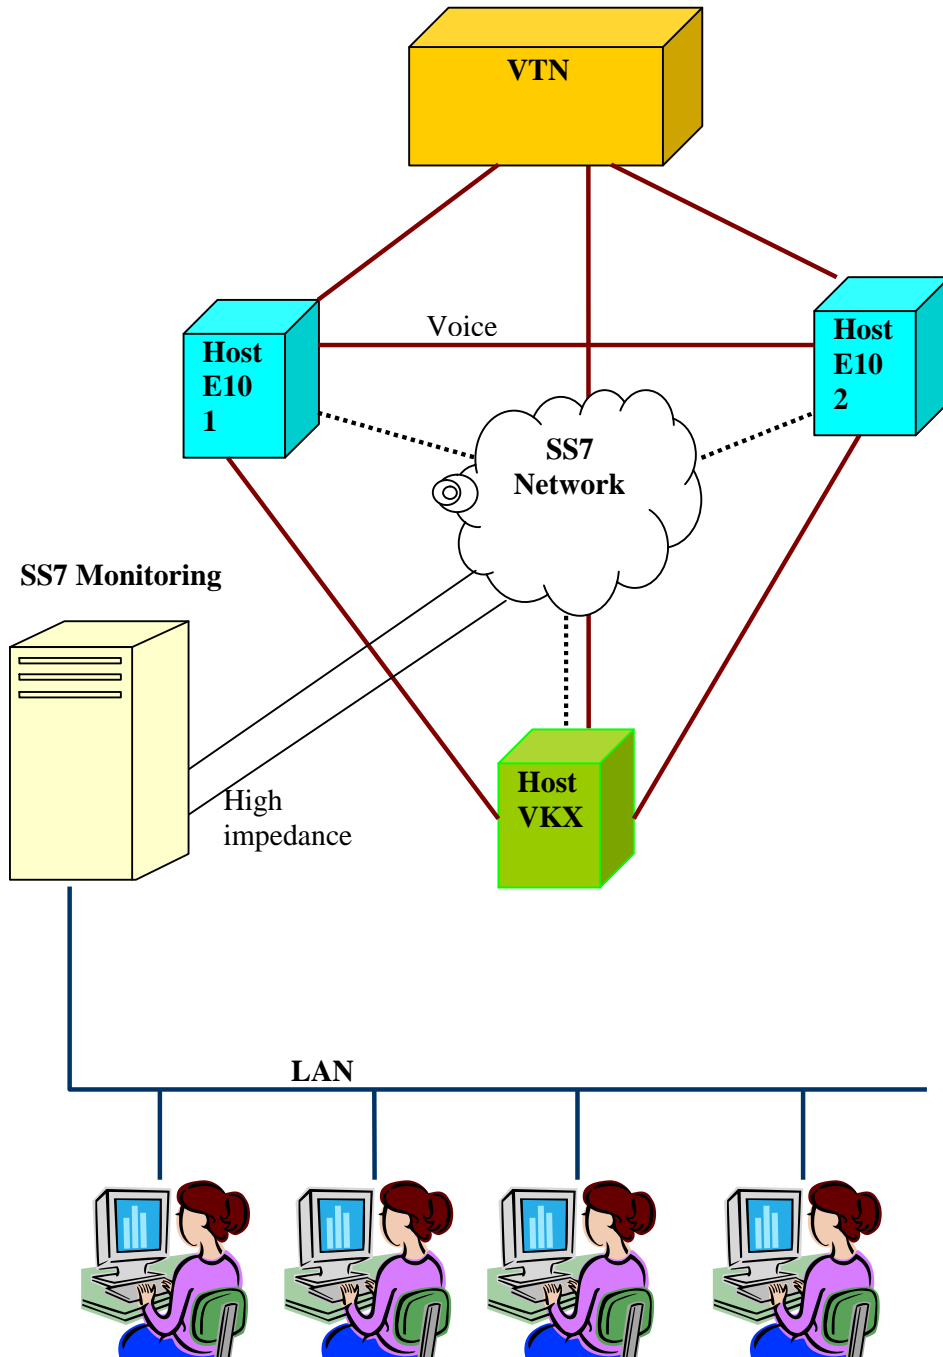 VTN
Voice
Host
E10
1
Host
E10
2
SS7
Network
SS7 Monitoring
High
impedance
Host
VKX
LAN